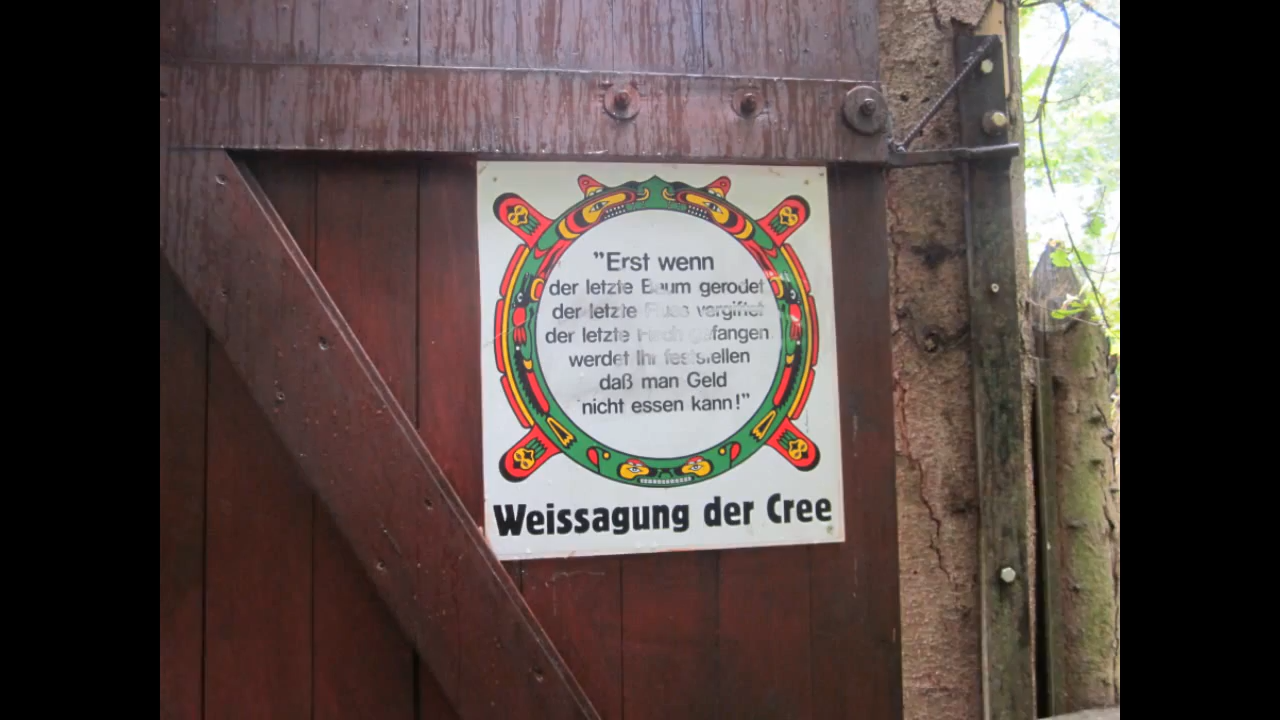 "Erst wenn
der letzte Baum gerodet
der letzte Fluss vergiftet
der letzte gefangen
werdet Ihr feststellen
daß man Geld
nicht essen kann!"
Weissagung der Cree